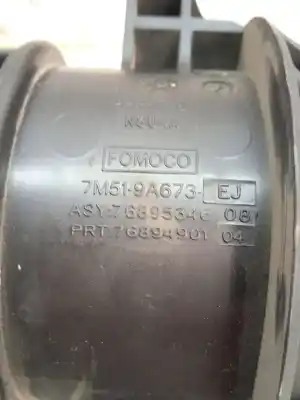 FOMOCO
7M51-9A673- EJ
ASY:76895346 08
PRT:76894901 04